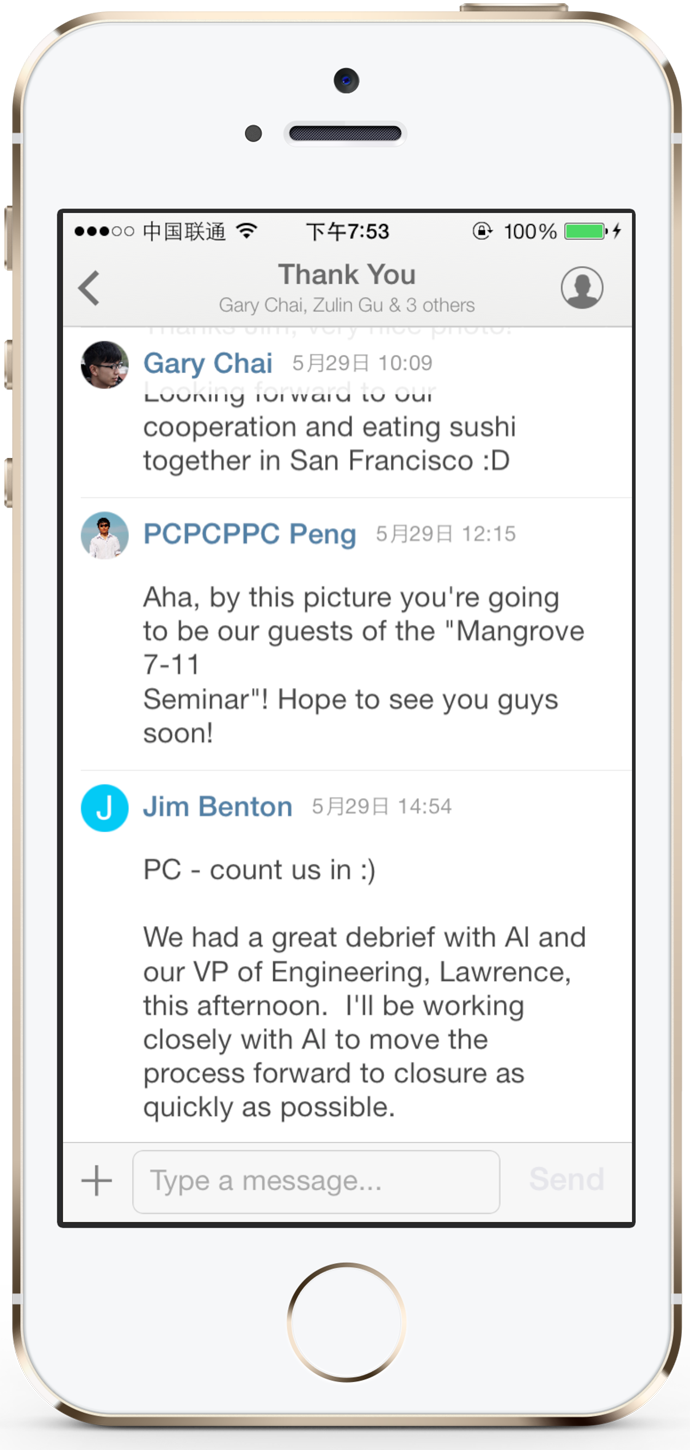 中国联通 下午7:53 100%
Thank You
Gary Chai, Zulin Gu & 3 others
Thanks Jim, very nice photo!
Gary Chai 5月29日 10:09
Looking forward to our
cooperation and eating sushi
together in San Francisco :D
PCPCPPC Peng 5月29日 12:15
Aha, by this picture you're going
to be our guests of the "Mangrove
7-11
Seminar"! Hope to see you guys
soon!
J Jim Benton 5月29日 14:54
PC - count us in :)
We had a great debrief with Al and
our VP of Engineering, Lawrence,
this afternoon.  I'll be working
closely with Al to move the
process forward to closure as
quickly as possible.
Type a message... Send